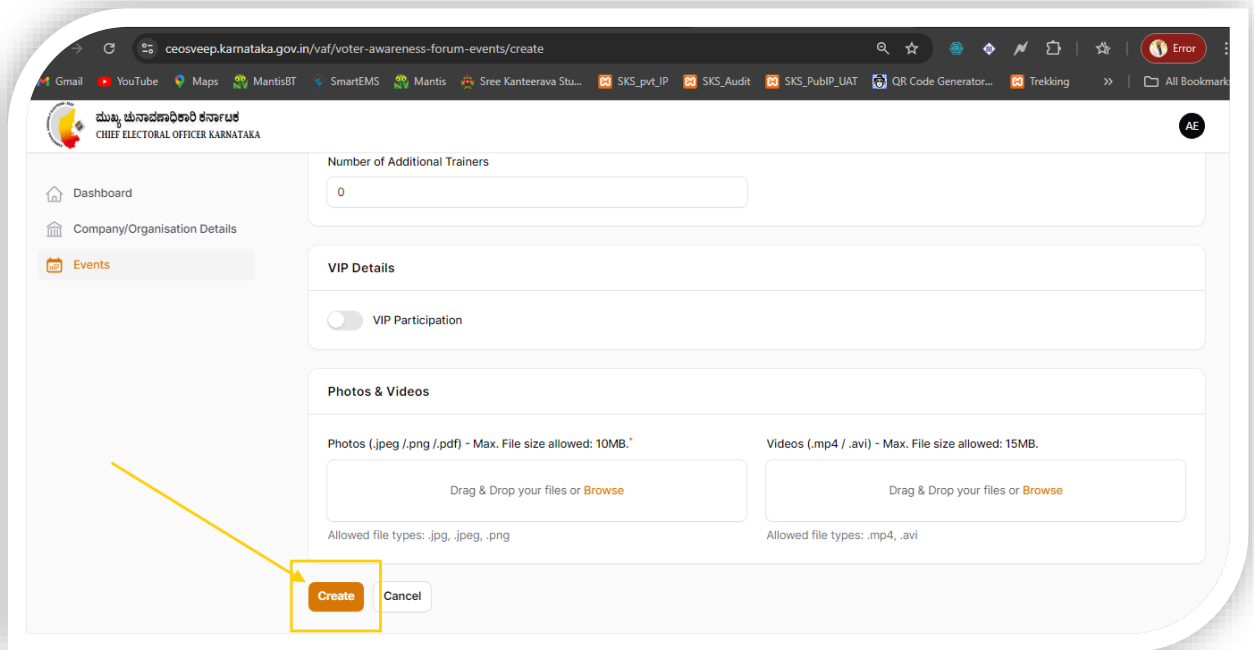 ceosveep.karnataka.gov.in/vaf/voter-awareness-forum-events/create
Error
Gmail YouTube Maps MantisBT SmartEMS Mantis Sree Kanteerava Stu... SKS_pvt_IP SKS_Audit SKS_PubIP_UAT QR Code Generator... Trekking » All Bookmark
ಮುಖ್ಯ ಚುನಾವಣಾಧಿಕಾರಿ ಕರ್ನಾಟಕ
CHIEF ELECTORAL OFFICER KARNATAKA
AE
Dashboard
Company/Organisation Details
Events
Number of Additional Trainers
0
VIP Details
VIP Participation
Photos & Videos
Photos (.jpeg /.png /.pdf) - Max. File size allowed: 10MB.*
Drag & Drop your files or Browse
Allowed file types: .jpg, .jpeg, .png
Videos (.mp4 / .avi) - Max. File size allowed: 15MB.
Drag & Drop your files or Browse
Allowed file types: .mp4, .avi
Create Cancel